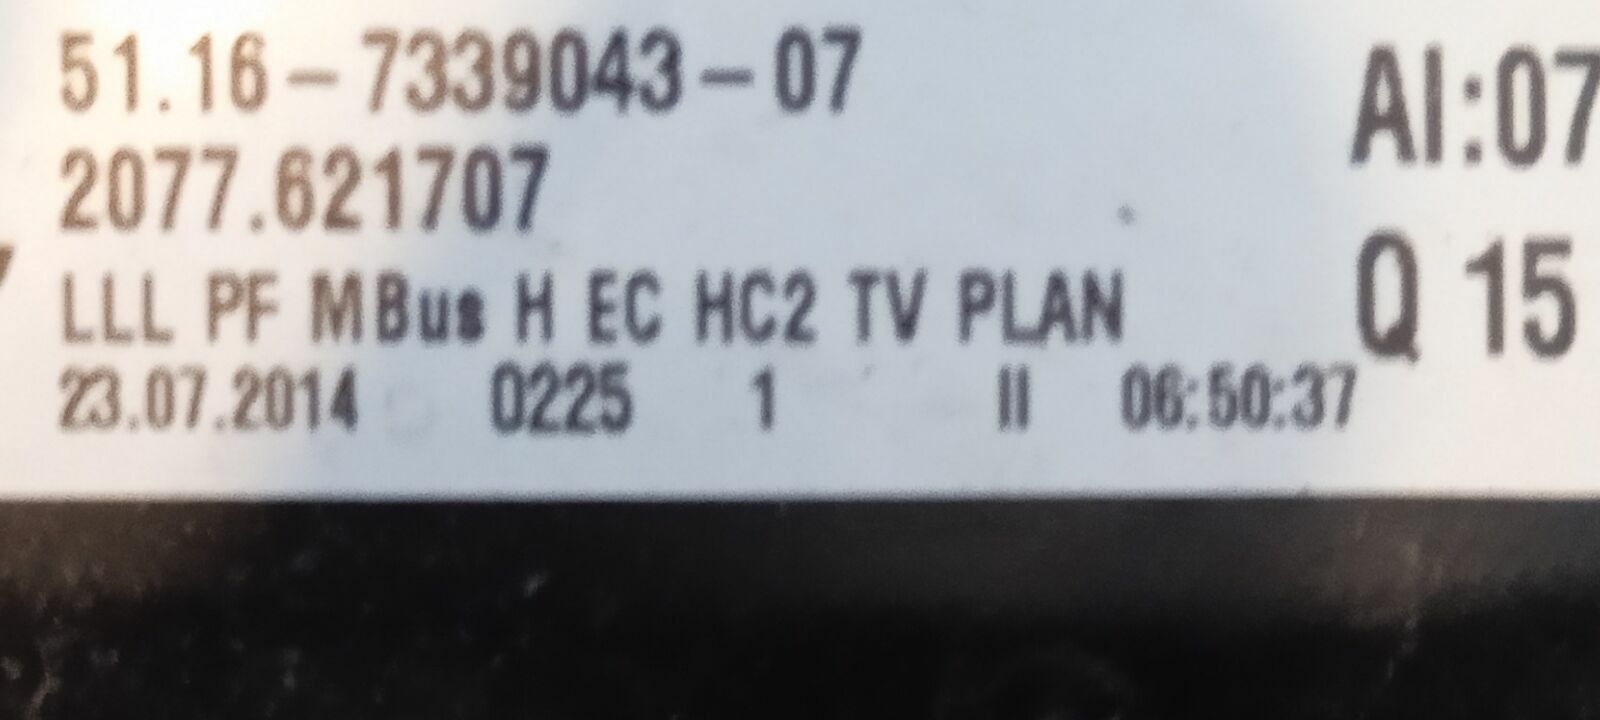 51.16-7339043-07
2077.621707
LLL PF MBus H EC HC2 TV PLAN
23.07.2014 0225 1 II 06:50:37
AI:07
Q 15